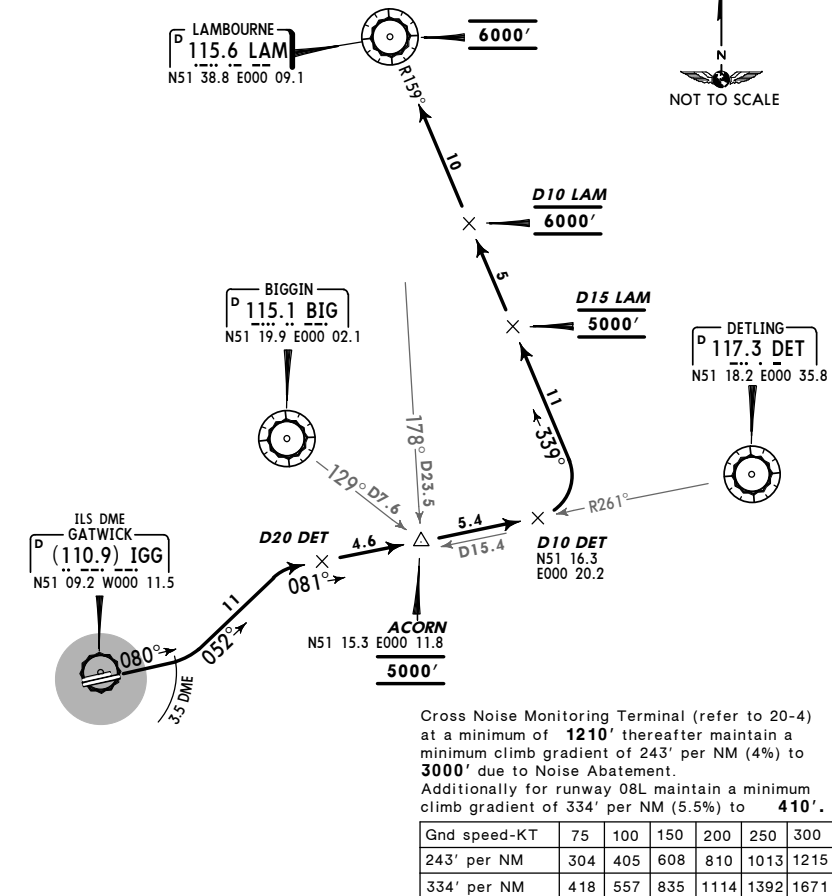 LAMBOURNE
D 115.6 LAM
N51 38.8 E000 09.1
6000'
N
NOT TO SCALE
R159°
10
D10 LAM
6000'
5
D15 LAM
5000'
BIGGIN
D 115.1 BIG
N51 19.9 E000 02.1
DETLING
D 117.3 DET
N51 18.2 E000 35.8
11
339°
178° D23.5
129° D7.6
R261°
ILS DME
GATWICK
D (110.9) IGG
N51 09.2 W000 11.5
D20 DET
4.6
5.4
D15.4
D10 DET
N51 16.3
E000 20.2
081°
11
052°
080°
3.5 DME
ACORN
N51 15.3 E000 11.8
5000'
Cross Noise Monitoring Terminal (refer to 20-4)
at a minimum of 1210' thereafter maintain a
minimum climb gradient of 243' per NM (4%) to
3000' due to Noise Abatement.
Additionally for runway 08L maintain a minimum
climb gradient of 334' per NM (5.5%) to 410'.
Gnd speed-KT 75 100 150 200 250 300
243' per NM 304 405 608 810 1013 1215
334' per NM 418 557 835 1114 1392 1671